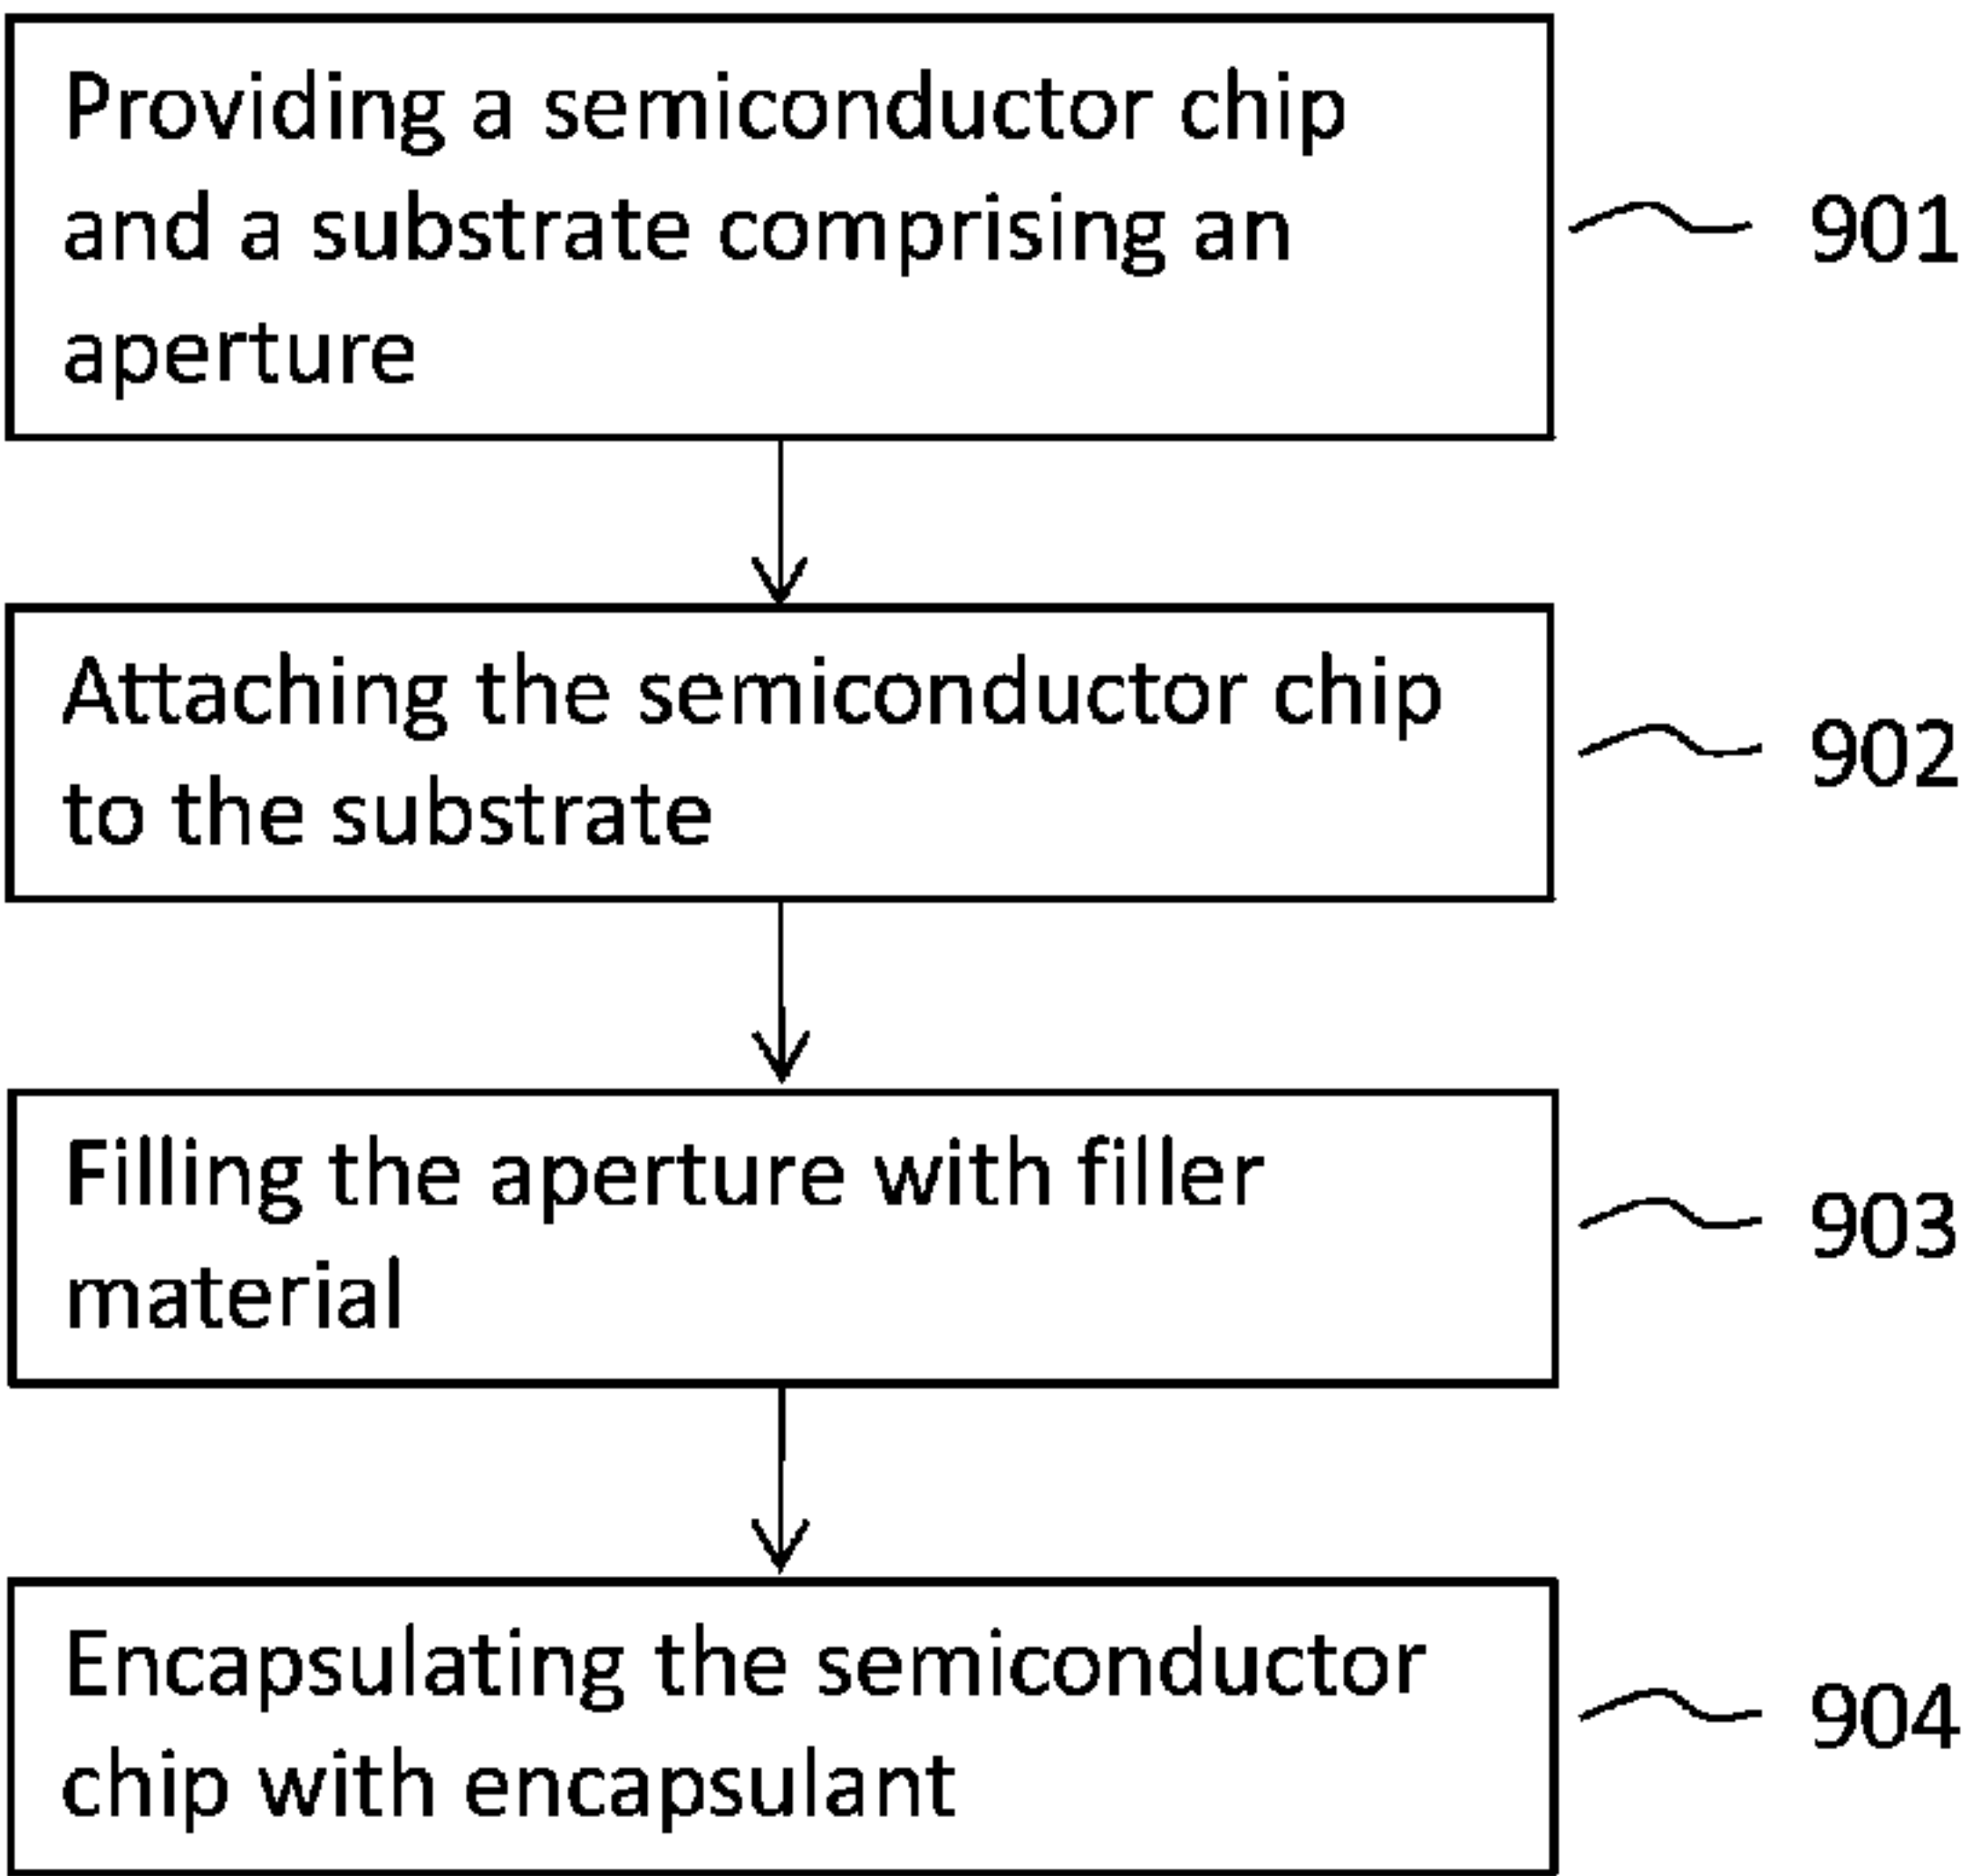 Providing a semiconductor chip
and a substrate comprising an
aperture
901
Attaching the semiconductor chip
to the substrate
902
Filling the aperture with filler
material
903
Encapsulating the semiconductor
chip with encapsulant
904